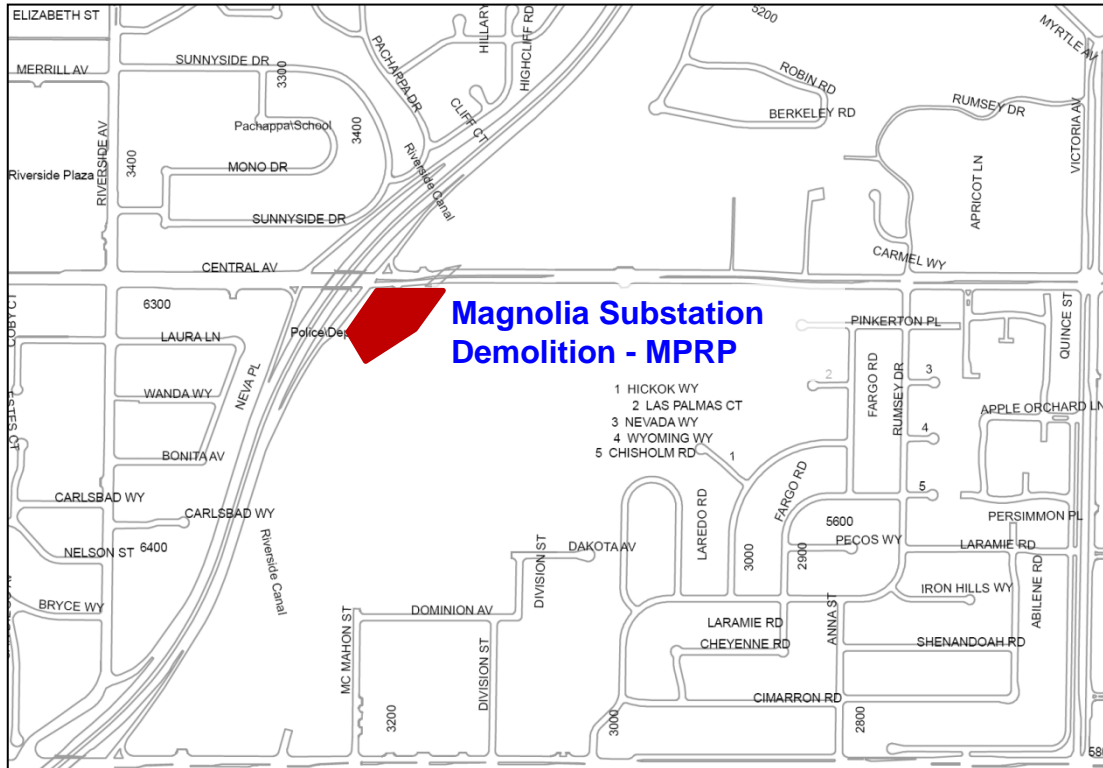 ELIZABETH ST
MERRILL AV
SUNNYSIDE DR
3300
PACHAPPA DR
HILLARY
HIGHCLIFF RD
5200
MYRTLE AV
ROBIN RD
BERKELEY RD
RUMSEY DR
VICTORIA AV
CLIFF CT
Pachappa\School
3400
RIVERSIDE AV
3400
Riverside Plaza
MONO DR
Riverside Canal
APRICOT LN
SUNNYSIDE DR
CARMEL WY
CENTRAL AV
6300
COBY CT
LAURA LN
Police\Dep
Magnolia Substation
Demolition - MPRP
PINKERTON PL
QUINCE ST
NEVA PL
WANDA WY
ESTES CT
1 HICKOK WY
2 LAS PALMAS CT
3 NEVADA WY
4 WYOMING WY
5 CHISHOLM RD
2
FARGO RD
RUMSEY DR
3
APPLE ORCHARD LN
4
1
BONITA AV
5
CARLSBAD WY
CARLSBAD WY
LAREDO RD
FARGO RD
PERSIMMON PL
5600
NELSON ST
6400
Riverside Canal
DIVISION ST
DAKOTA AV
3000
2900
PECOS WY
LARAMIE RD
ABILENE RD
BRYCE WY
MC MAHON ST
DOMINION AV
IRON HILLS WY
LARAMIE RD
ANNA ST
CHEYENNE RD
SHENANDOAH RD
DIVISION ST
CIMARRON RD
3200
3000
2800